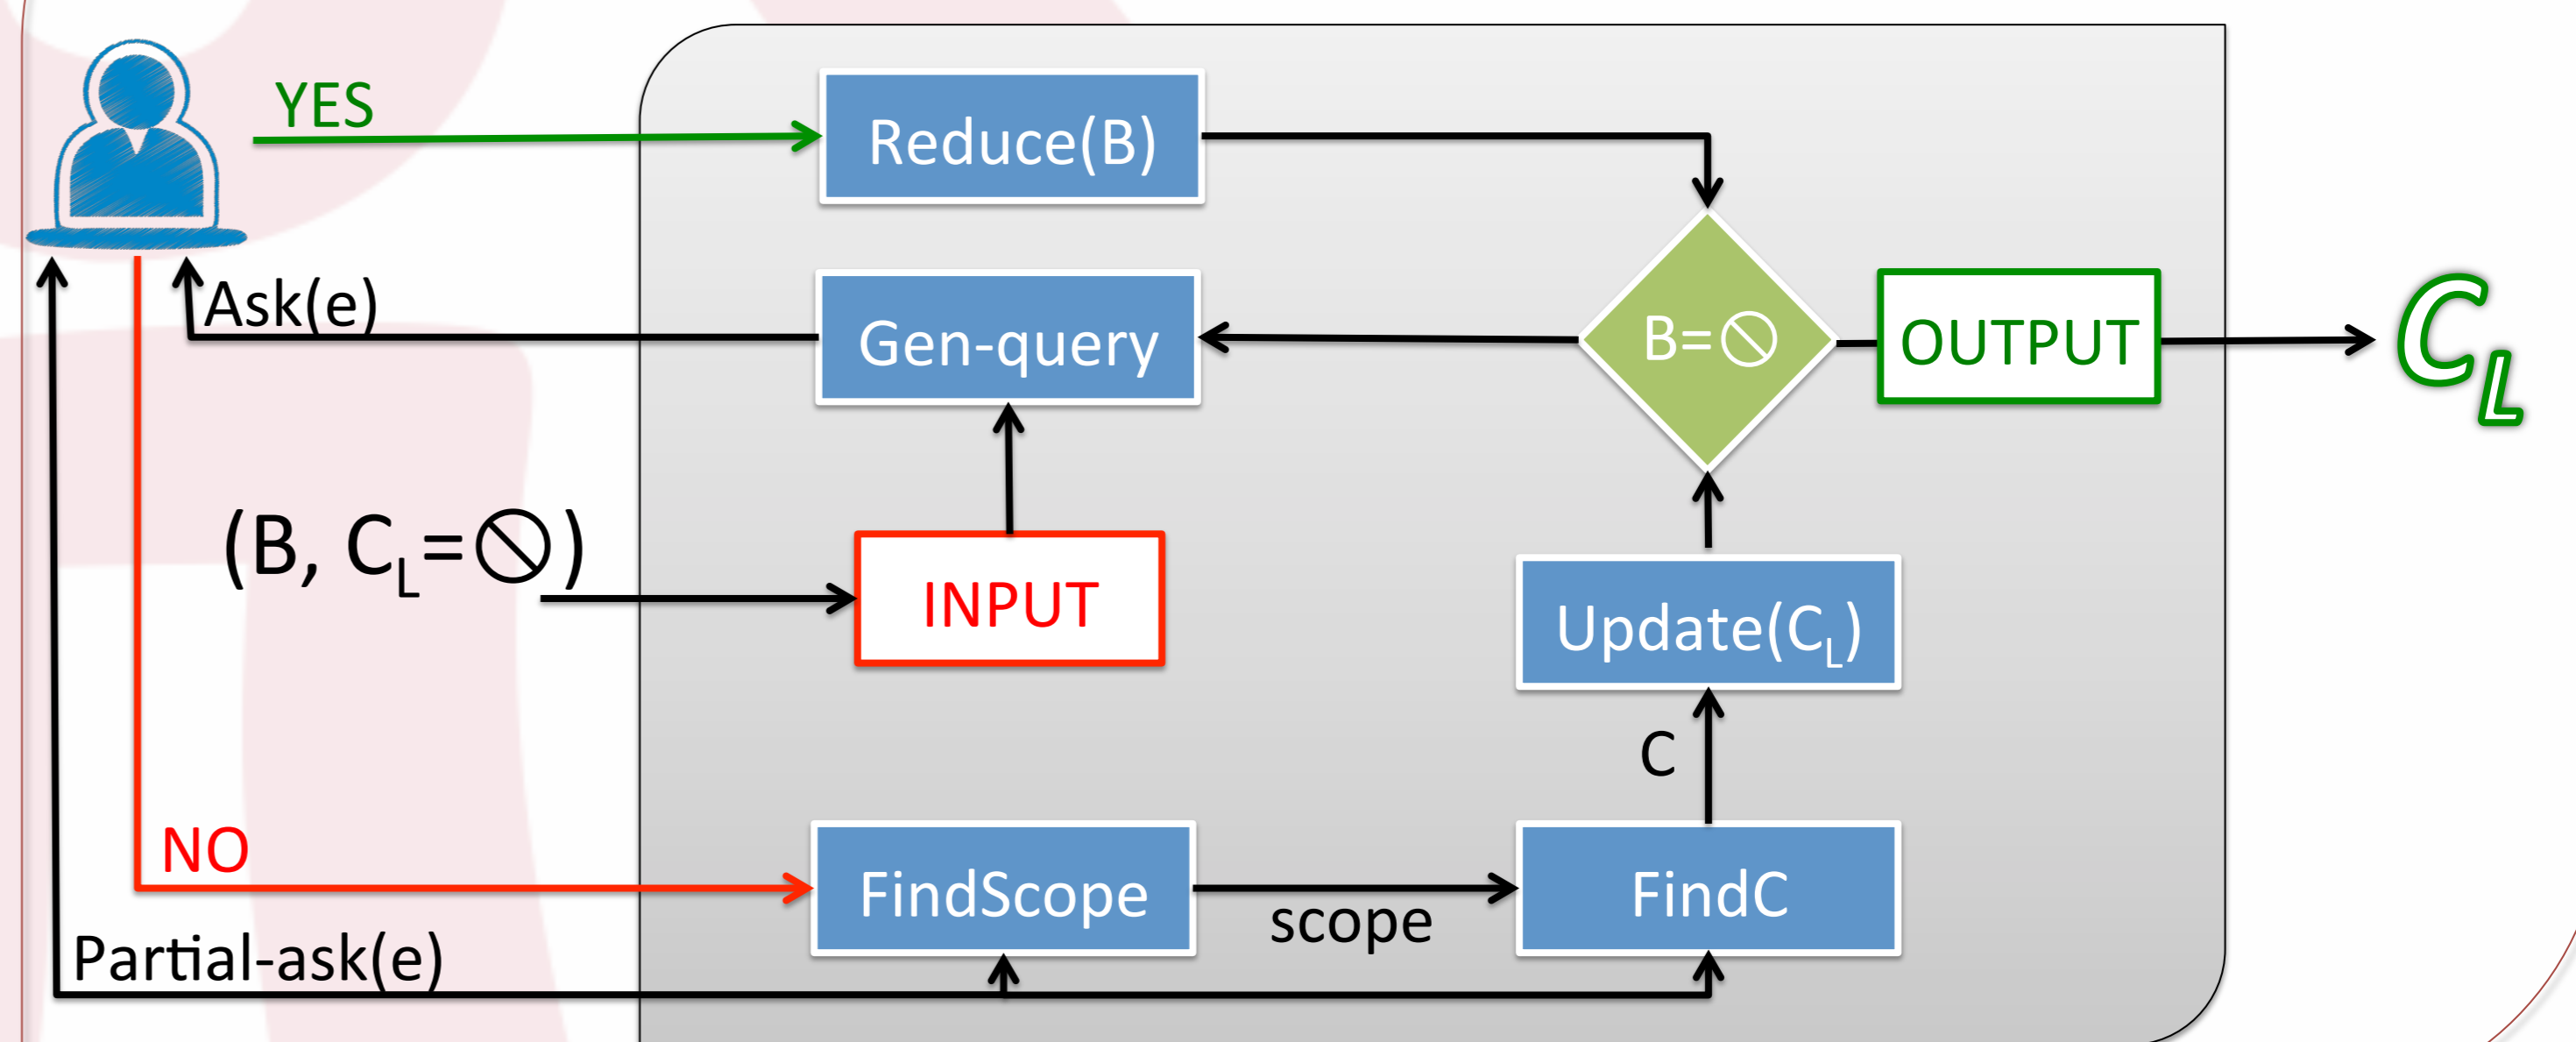 YES
Reduce(B)
Ask(e)
Gen-query
B=∅
OUTPUT
C_L
(B, C_L=∅)
INPUT
Update(C_L)
C
NO
FindScope
scope
FindC
Partial-ask(e)